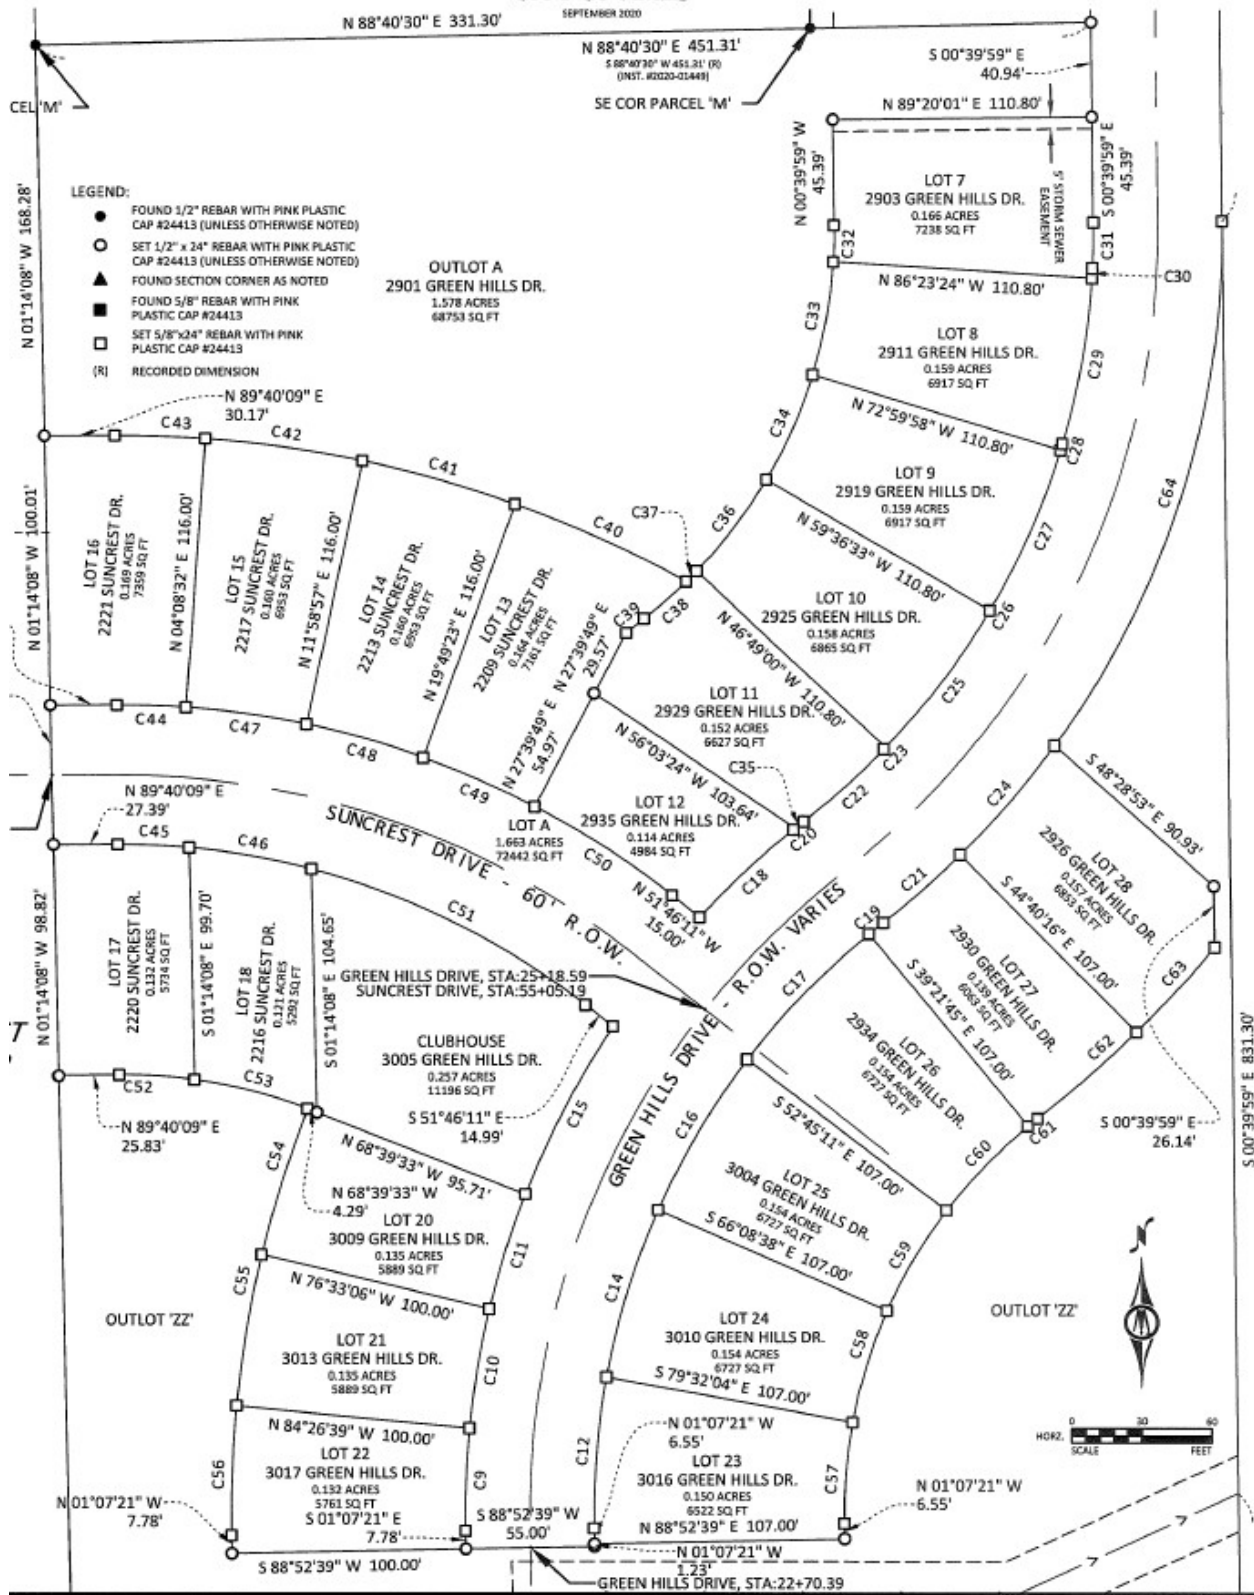 SEPTEMBER 2020
N 88°40'30" E 331.30'
N 88°40'30" E 451.31'
S 88°40'30" W 451.31' (R)
(INST. #2020-01449)
S 00°39'59" E
40.94'
CEL 'M'
SE COR PARCEL 'M'
N 89°20'01" E 110.80'
N 00°39'59" W
45.39'
S 00°39'59" E
45.39'
5' STORM SEWER
EASEMENT
LOT 7
2903 GREEN HILLS DR.
0.166 ACRES
7238 SQ FT
N 01°14'08" W 168.28'
LEGEND:
FOUND 1/2" REBAR WITH PINK PLASTIC
CAP #24413 (UNLESS OTHERWISE NOTED)
SET 1/2" x 24" REBAR WITH PINK PLASTIC
CAP #24413 (UNLESS OTHERWISE NOTED)
FOUND SECTION CORNER AS NOTED
FOUND 5/8" REBAR WITH PINK
PLASTIC CAP #24413
SET 5/8"x24" REBAR WITH PINK
PLASTIC CAP #24413
(R) RECORDED DIMENSION
OUTLOT A
2901 GREEN HILLS DR.
1.578 ACRES
68753 SQ FT
C32
C31
C30
N 86°23'24" W 110.80'
C33
LOT 8
2911 GREEN HILLS DR.
0.159 ACRES
6917 SQ FT
C29
N 89°40'09" E
30.17'
C43
C42
C41
C34
N 72°59'58" W 110.80'
C28
LOT 9
2919 GREEN HILLS DR.
0.159 ACRES
6917 SQ FT
C64
C37
C36
C40
N 59°36'33" W 110.80'
C27
N 01°14'08" W 100.01'
LOT 16
2221 SUNCREST DR.
0.169 ACRES
7359 SQ FT
N 04°08'32" E 116.00'
LOT 15
2217 SUNCREST DR.
0.160 ACRES
6953 SQ FT
N 11°58'57" E 116.00'
LOT 14
2213 SUNCREST DR.
0.160 ACRES
6953 SQ FT
N 19°49'23" E 116.00'
LOT 13
2209 SUNCREST DR.
0.164 ACRES
7161 SQ FT
C39
C38
N 27°39'49" E
29.57'
LOT 10
2925 GREEN HILLS DR.
0.158 ACRES
6865 SQ FT
C26
N 46°49'00" W 110.80'
C25
LOT 11
2929 GREEN HILLS DR.
0.152 ACRES
6627 SQ FT
N 27°39'49" E
54.97'
N 56°03'24" W 103.64'
C35
C23
C44
C47
C48
C49
S 48°28'53" E 90.93'
C24
N 89°40'09" E
27.39'
C45
C46
SUNCREST DRIVE - 60' R.O.W.
LOT A
1.663 ACRES
72442 SQ FT
LOT 12
2935 GREEN HILLS DR.
0.114 ACRES
4984 SQ FT
C22
C20
C50
C18
N 51°46'11" W
15.00'
C51
C21
C19
LOT 28
2926 GREEN HILLS DR.
0.157 ACRES
6853 SQ FT
S 44°40'16" E 107.00'
N 01°14'08" W 98.82'
LOT 17
2220 SUNCREST DR.
0.132 ACRES
5734 SQ FT
S 01°14'08" E 99.70'
LOT 18
2216 SUNCREST DR.
0.121 ACRES
5292 SQ FT
S 01°14'08" E 104.65'
GREEN HILLS DRIVE, STA:25+18.59
SUNCREST DRIVE, STA:55+05.19
GREEN HILLS DRIVE - R.O.W. VARIES
C17
LOT 27
2930 GREEN HILLS DR.
0.139 ACRES
6063 SQ FT
C63
S 39°21'45" E 107.00'
C62
T
CLUBHOUSE
3005 GREEN HILLS DR.
0.257 ACRES
11196 SQ FT
LOT 26
2934 GREEN HILLS DR.
0.154 ACRES
6727 SQ FT
C52
C53
S 51°46'11" E
14.99'
C15
C16
S 52°45'11" E 107.00'
C61
C60
S 00°39'59" E
26.14'
S 00°39'59" E 831.30'
N 89°40'09" E
25.83'
C54
N 68°39'33" W 95.71'
N 68°39'33" W
4.29'
LOT 20
3009 GREEN HILLS DR.
0.135 ACRES
5889 SQ FT
LOT 25
3004 GREEN HILLS DR.
0.154 ACRES
6727 SQ FT
S 66°08'38" E 107.00'
C59
N
C11
C55
N 76°33'06" W 100.00'
C14
OUTLOT 'ZZ'
OUTLOT 'ZZ'
LOT 21
3013 GREEN HILLS DR.
0.135 ACRES
5889 SQ FT
C10
LOT 24
3010 GREEN HILLS DR.
0.154 ACRES
6727 SQ FT
C58
S 79°32'04" E 107.00'
N 84°26'39" W 100.00'
N 01°07'21" W
6.55'
0 30 60
HORZ. SCALE FEET
C56
LOT 22
3017 GREEN HILLS DR.
0.132 ACRES
5761 SQ FT
C9
C12
LOT 23
3016 GREEN HILLS DR.
0.150 ACRES
6522 SQ FT
C57
N 01°07'21" W
7.78'
S 01°07'21" E
7.78'
S 88°52'39" W
55.00'
N 88°52'39" E 107.00'
N 01°07'21" W
6.55'
S 88°52'39" W 100.00'
N 01°07'21" W
1.23'
GREEN HILLS DRIVE, STA:22+70.39